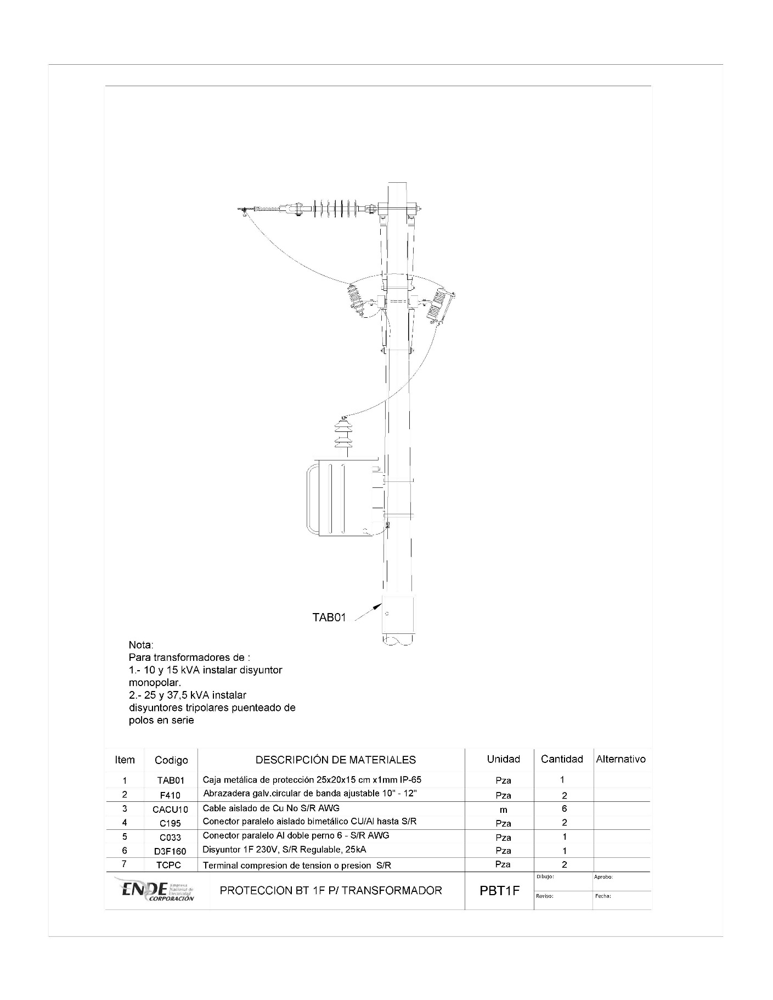 TAB01
Nota:
Para transformadores de :
1.- 10 y 15 kVA instalar disyuntor
monopolar.
2.- 25 y 37,5 kVA instalar
disyuntores tripolares puenteado de
polos en serie
Item Codigo DESCRIPCIÓN DE MATERIALES Unidad Cantidad Alternativo
1 TAB01 Caja metálica de protección 25x20x15 cm x1mm IP-65 Pza 1
2 F410 Abrazadera galv.circular de banda ajustable 10" - 12" Pza 2
3 CACU10 Cable aislado de Cu No S/R AWG m 6
4 C195 Conector paralelo aislado bimetálico CU/Al hasta S/R Pza 2
5 C033 Conector paralelo Al doble perno 6 - S/R AWG Pza 1
6 D3F160 Disyuntor 1F 230V, S/R Regulable, 25kA Pza 1
7 TCPC Terminal compresion de tension o presion S/R Pza 2
ENDE Empresa Nacional de Electricidad CORPORACIÓN
PROTECCION BT 1F P/ TRANSFORMADOR
PBT1F
Dibujo: Aprobo:
Reviso: Fecha: